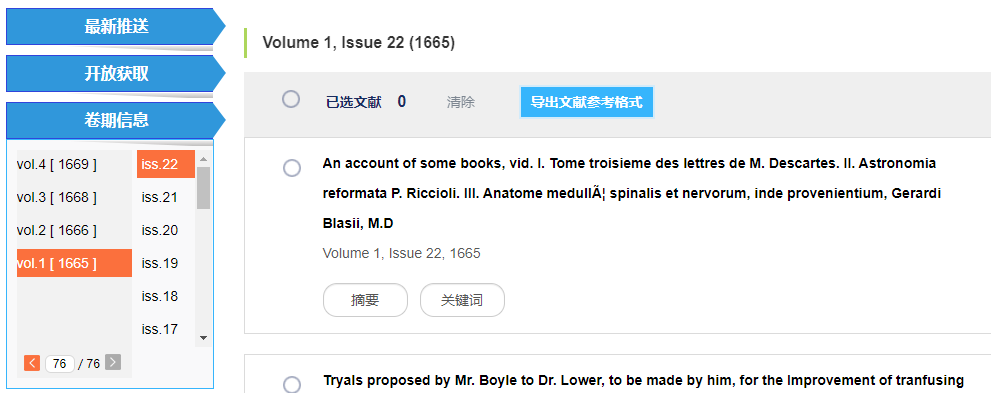 最新推送
开放获取
卷期信息
vol.4 [ 1669 ]
vol.3 [ 1668 ]
vol.2 [ 1666 ]
vol.1 [ 1665 ]
iss.22
iss.21
iss.20
iss.19
iss.18
iss.17
76 / 76
Volume 1, Issue 22 (1665)
已选文献 0 清除 导出文献参考格式
An account of some books, vid. I. Tome troisieme des lettres de M. Descartes. II. Astronomia
reformata P. Riccioli. III. Anatome medullÃ¦ spinalis et nervorum, inde provenientium, Gerardi
Blasii, M.D
Volume 1, Issue 22, 1665
摘要 关键词
Tryals proposed by Mr. Boyle to Dr. Lower, to be made by him, for the Improvement of tranfusing